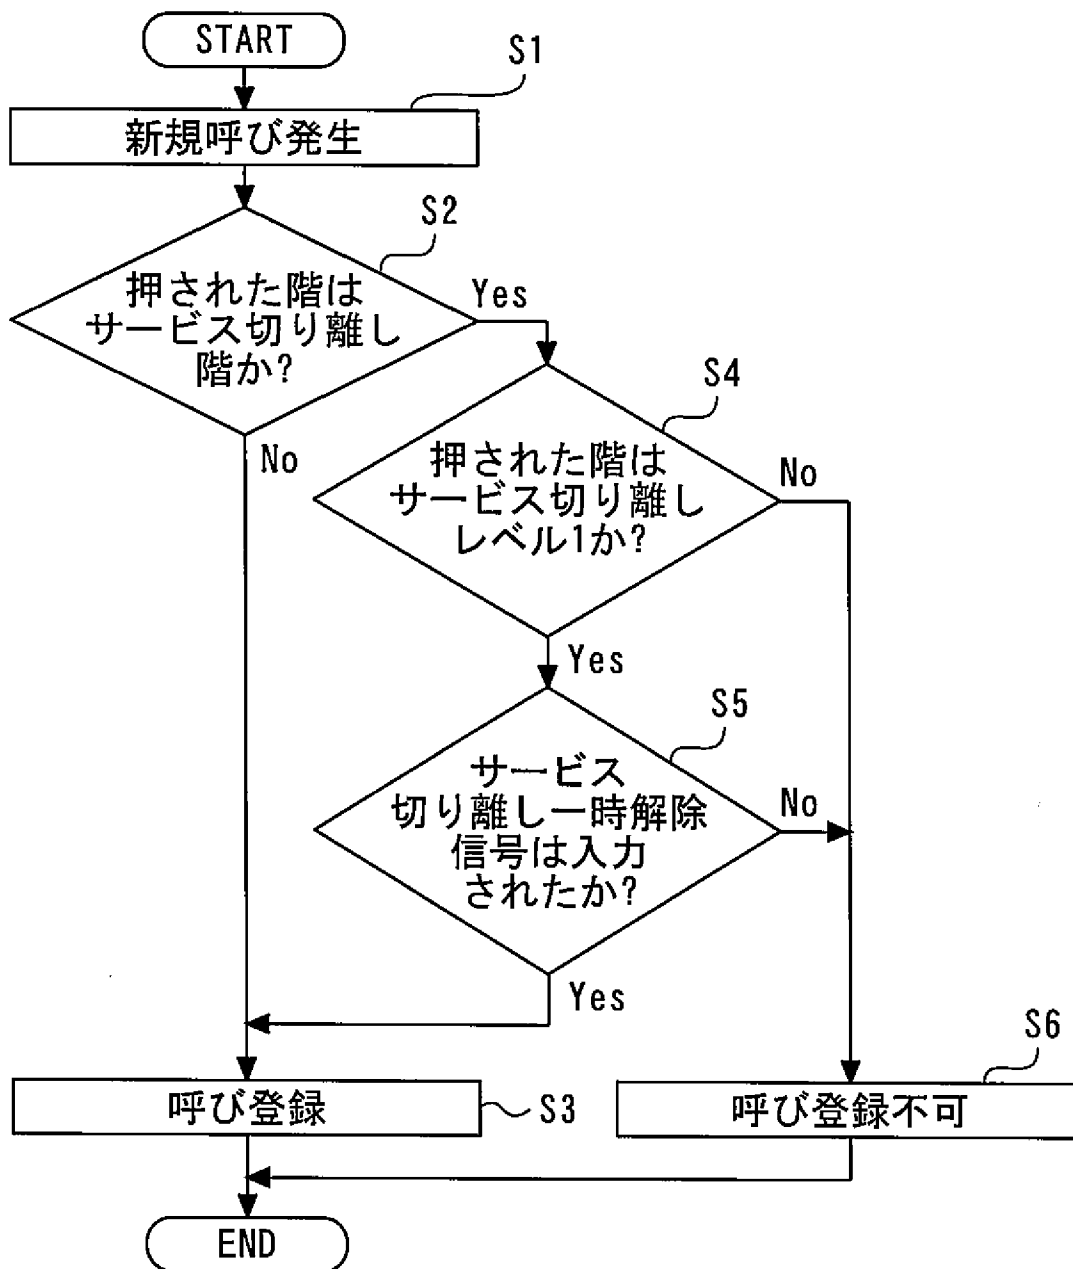 START
S1
新規呼び発生
S2
押された階は
サービス切り離し
階か?
Yes
No
S4
押された階は
サービス切り離し
レベル1か?
No
Yes
S5
サービス
切り離し一時解除
信号は入力
されたか?
No
Yes
呼び登録
S3
S6
呼び登録不可
END